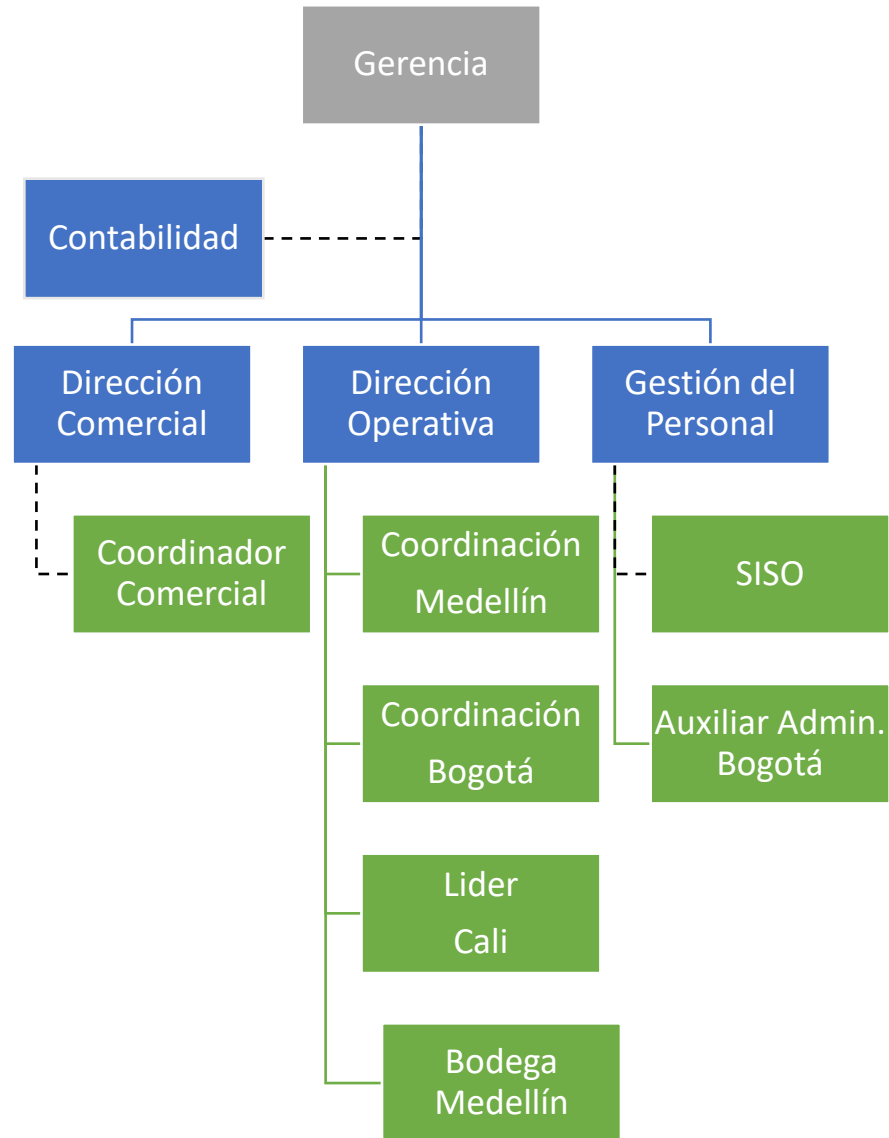 Gerencia
Contabilidad
Dirección
Comercial
Dirección
Operativa
Gestión del
Personal
Coordinador
Comercial
Coordinación
Medellín
SISO
Coordinación
Bogotá
Auxiliar Admin.
Bogotá
Lider
Cali
Bodega
Medellín